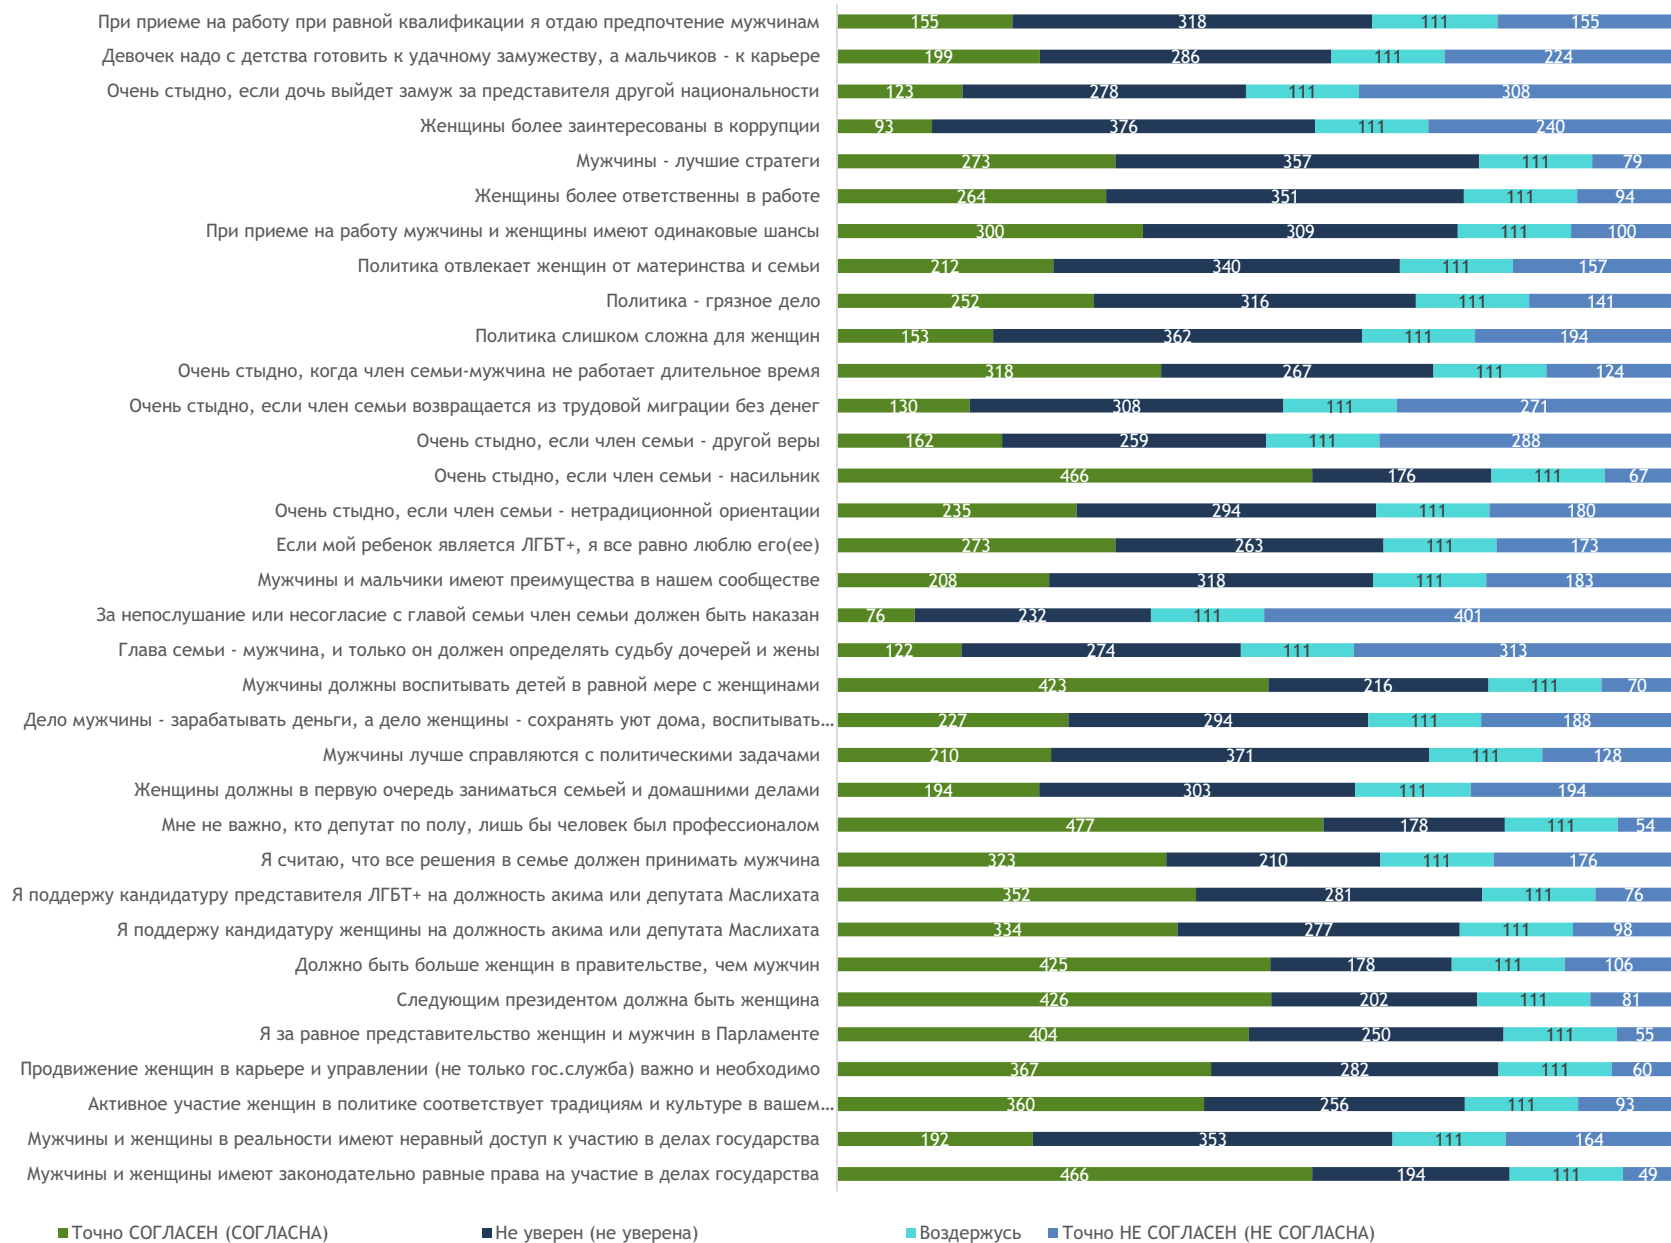 При приеме на работу при равной квалификации я отдаю предпочтение мужчинам 155 318 111 155
Девочек надо с детства готовить к удачному замужеству, а мальчиков - к карьере 199 286 111 224
Очень стыдно, если дочь выйдет замуж за представителя другой национальности 123 278 111 308
Женщины более заинтересованы в коррупции 93 376 111 240
Мужчины - лучшие стратеги 273 357 111 79
Женщины более ответственны в работе 264 351 111 94
При приеме на работу мужчины и женщины имеют одинаковые шансы 300 309 111 100
Политика отвлекает женщин от материнства и семьи 212 340 111 157
Политика - грязное дело 252 316 111 141
Политика слишком сложна для женщин 153 362 111 194
Очень стыдно, когда член семьи-мужчина не работает длительное время 318 267 111 124
Очень стыдно, если член семьи возвращается из трудовой миграции без денег 130 308 111 271
Очень стыдно, если член семьи - другой веры 162 259 111 288
Очень стыдно, если член семьи - насильник 466 176 111 67
Очень стыдно, если член семьи - нетрадиционной ориентации 235 294 111 180
Если мой ребенок является ЛГБТ+, я все равно люблю его(ее) 273 263 111 173
Мужчины и мальчики имеют преимущества в нашем сообществе 208 318 111 183
За непослушание или несогласие с главой семьи член семьи должен быть наказан 76 232 111 401
Глава семьи - мужчина, и только он должен определять судьбу дочерей и жены 122 274 111 313
Мужчины должны воспитывать детей в равной мере с женщинами 423 216 111 70
Дело мужчины - зарабатывать деньги, а дело женщины - сохранять уют дома, воспитывать… 227 294 111 188
Мужчины лучше справляются с политическими задачами 210 371 111 128
Женщины должны в первую очередь заниматься семьей и домашними делами 194 303 111 194
Мне не важно, кто депутат по полу, лишь бы человек был профессионалом 477 178 111 54
Я считаю, что все решения в семье должен принимать мужчина 323 210 111 176
Я поддержу кандидатуру представителя ЛГБТ+ на должность акима или депутата Маслихата 352 281 111 76
Я поддержу кандидатуру женщины на должность акима или депутата Маслихата 334 277 111 98
Должно быть больше женщин в правительстве, чем мужчин 425 178 111 106
Следующим президентом должна быть женщина 426 202 111 81
Я за равное представительство женщин и мужчин в Парламенте 404 250 111 55
Продвижение женщин в карьере и управлении (не только гос.служба) важно и необходимо 367 282 111 60
Активное участие женщин в политике соответствует традициям и культуре в вашем… 360 256 111 93
Мужчины и женщины в реальности имеют неравный доступ к участию в делах государства 192 353 111 164
Мужчины и женщины имеют законодательно равные права на участие в делах государства 466 194 111 49
Точно СОГЛАСЕН (СОГЛАСНА) Не уверен (не уверена) Воздержусь Точно НЕ СОГЛАСЕН (НЕ СОГЛАСНА)